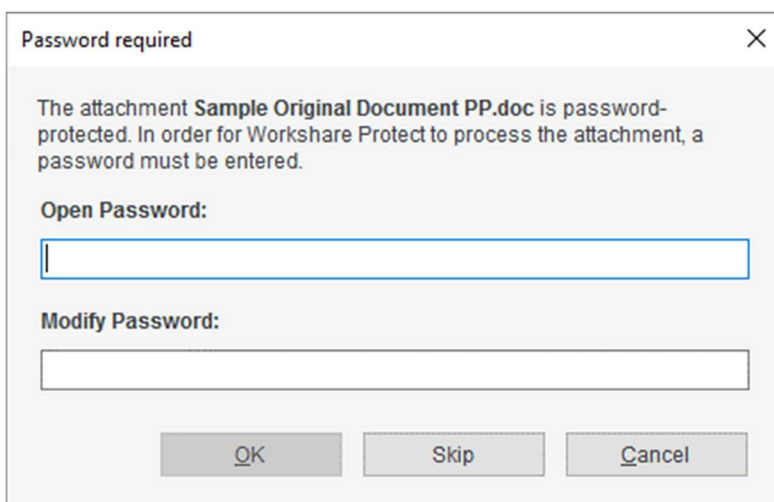 Password required
The attachment Sample Original Document PP.doc is password-
protected. In order for Workshare Protect to process the attachment, a
password must be entered.
Open Password:
Modify Password:
OK
Skip
Cancel